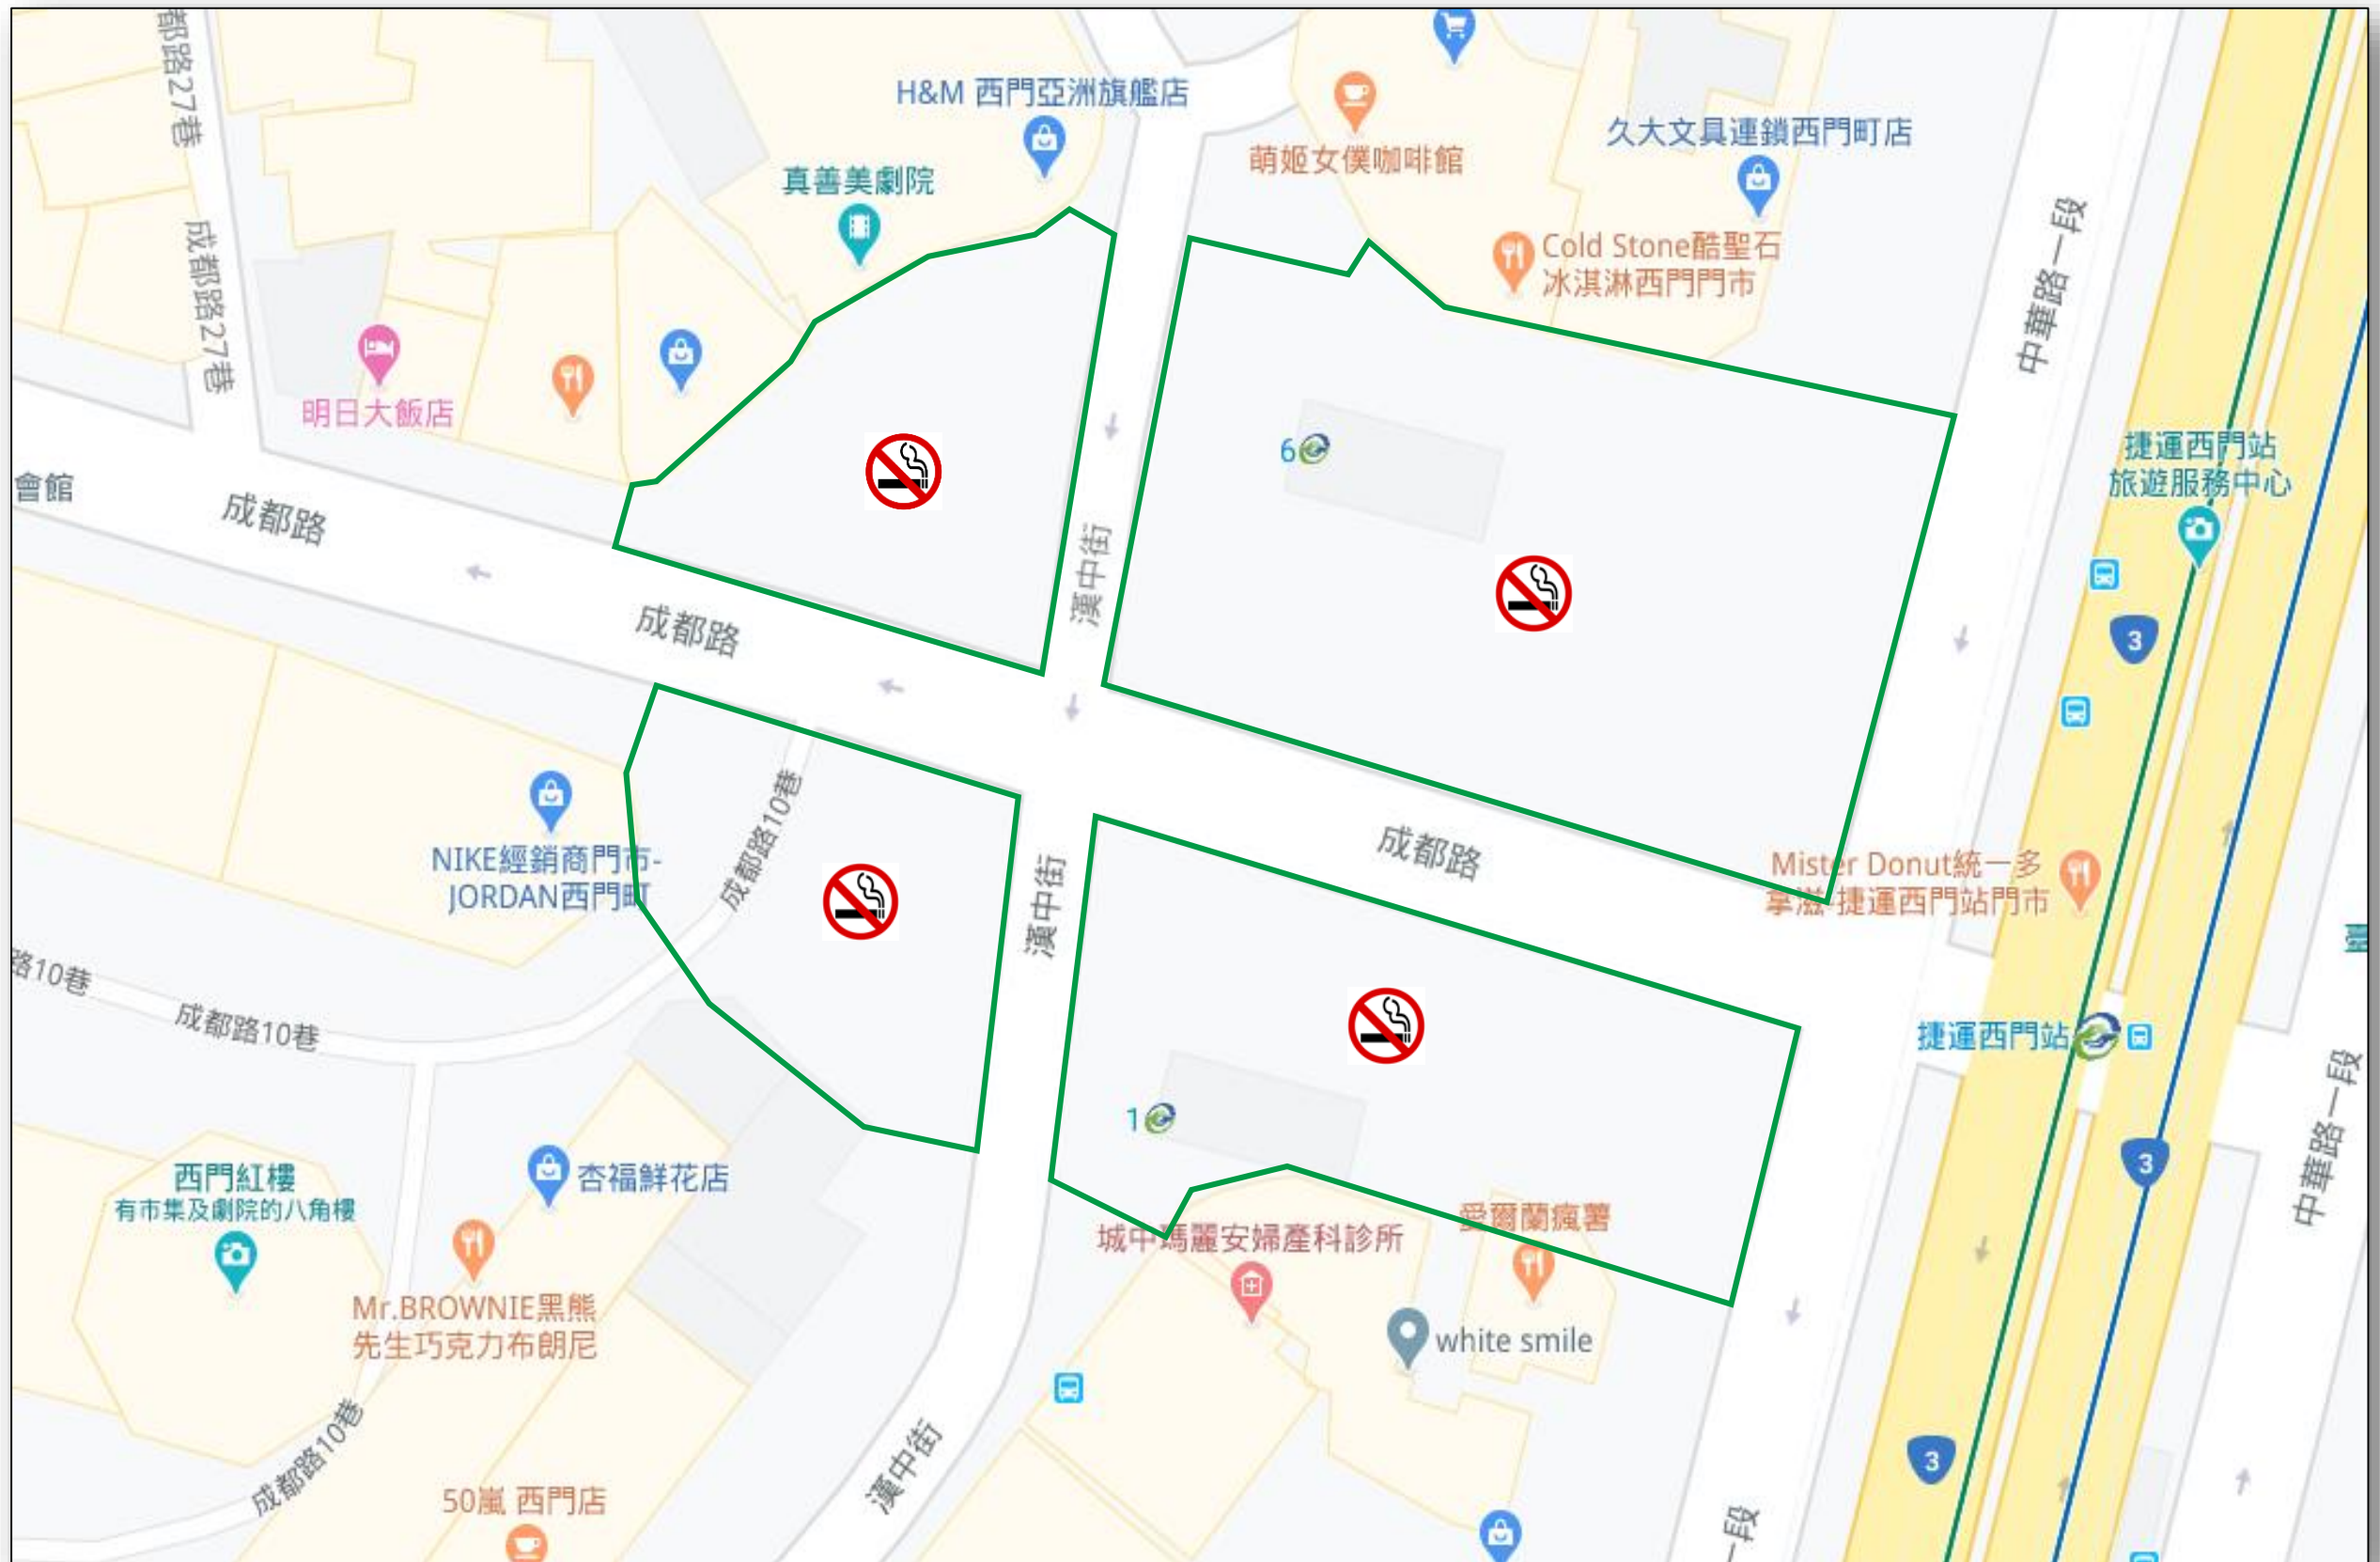 都路27巷
H&M 西門亞洲旗艦店
久大文具連鎖西門町店
萌姬女僕咖啡館
真善美劇院
中華路一段
成都路27巷
Cold Stone酷聖石
冰淇淋西門門市
明日大飯店
6
捷運西門站
旅遊服務中心
會館
成都路
漢中街
成都路
3
NIKE經銷商門市-
JORDAN西門町
成都路10巷
成都路
Mister Donut統一多
拿滋-捷運西門站門市
漢中街
路10巷
成都路10巷
捷運西門站
1
3
中華路一段
西門紅樓
有市集及劇院的八角樓
杏福鮮花店
城中瑪麗安婦產科診所
愛爾蘭瘋薯
Mr.BROWNIE黑熊
先生巧克力布朗尼
white smile
成都路10巷
漢中街
3
50嵐 西門店
一段